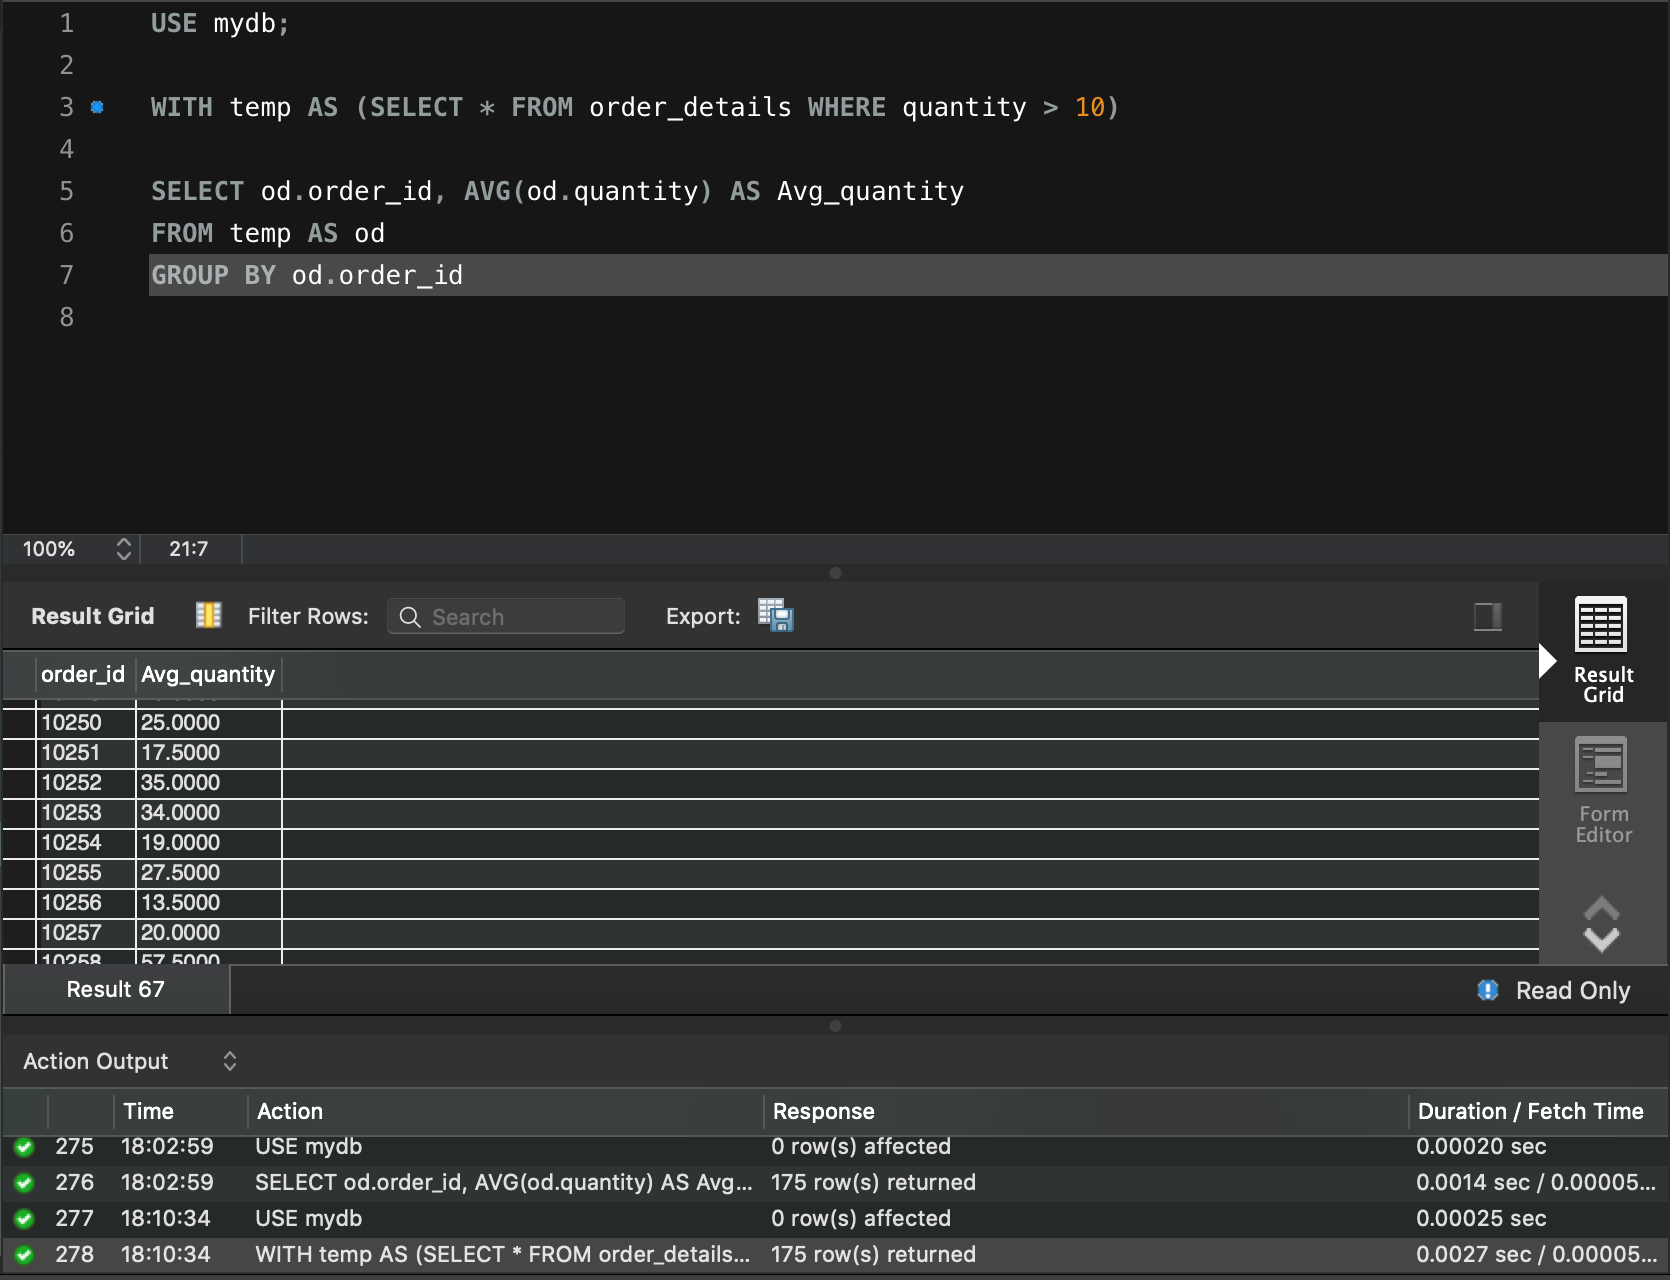 1 USE mydb;
2
3 WITH temp AS (SELECT * FROM order_details WHERE quantity > 10)
4
5 SELECT od.order_id, AVG(od.quantity) AS Avg_quantity
6 FROM temp AS od
7 GROUP BY od.order_id
8
100% 21:7
Result Grid Filter Rows: Search Export:
order_id Avg_quantity
10250 25.0000
10251 17.5000
10252 35.0000
10253 34.0000
10254 19.0000
10255 27.5000
10256 13.5000
10257 20.0000
10258 57.5000
Result
Grid
Form
Editor
Result 67 Read Only
Action Output
Time Action Response Duration / Fetch Time
275 18:02:59 USE mydb 0 row(s) affected 0.00020 sec
276 18:02:59 SELECT od.order_id, AVG(od.quantity) AS Avg... 175 row(s) returned 0.0014 sec / 0.00005...
277 18:10:34 USE mydb 0 row(s) affected 0.00025 sec
278 18:10:34 WITH temp AS (SELECT * FROM order_details... 175 row(s) returned 0.0027 sec / 0.00005...